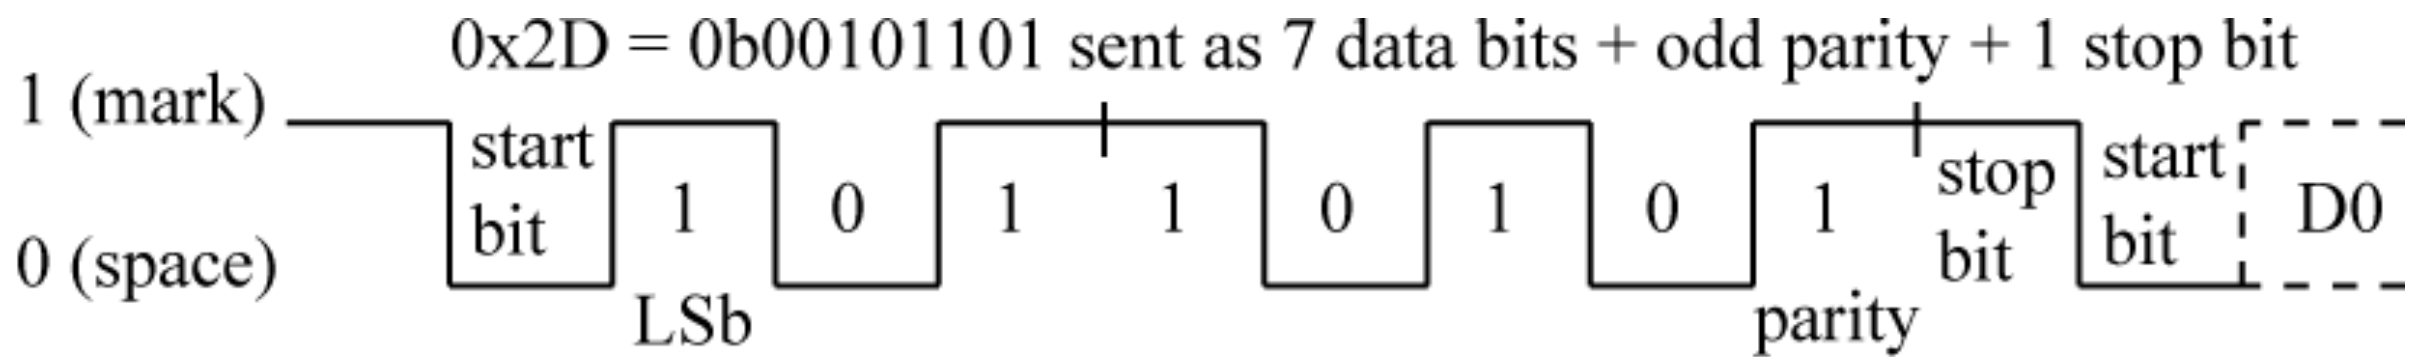 0x2D = 0b00101101 sent as 7 data bits + odd parity + 1 stop bit
1 (mark)
0 (space)
start
bit
1
0
1
1
0
1
0
1
stop
bit
start
bit
D0
LSb
parity